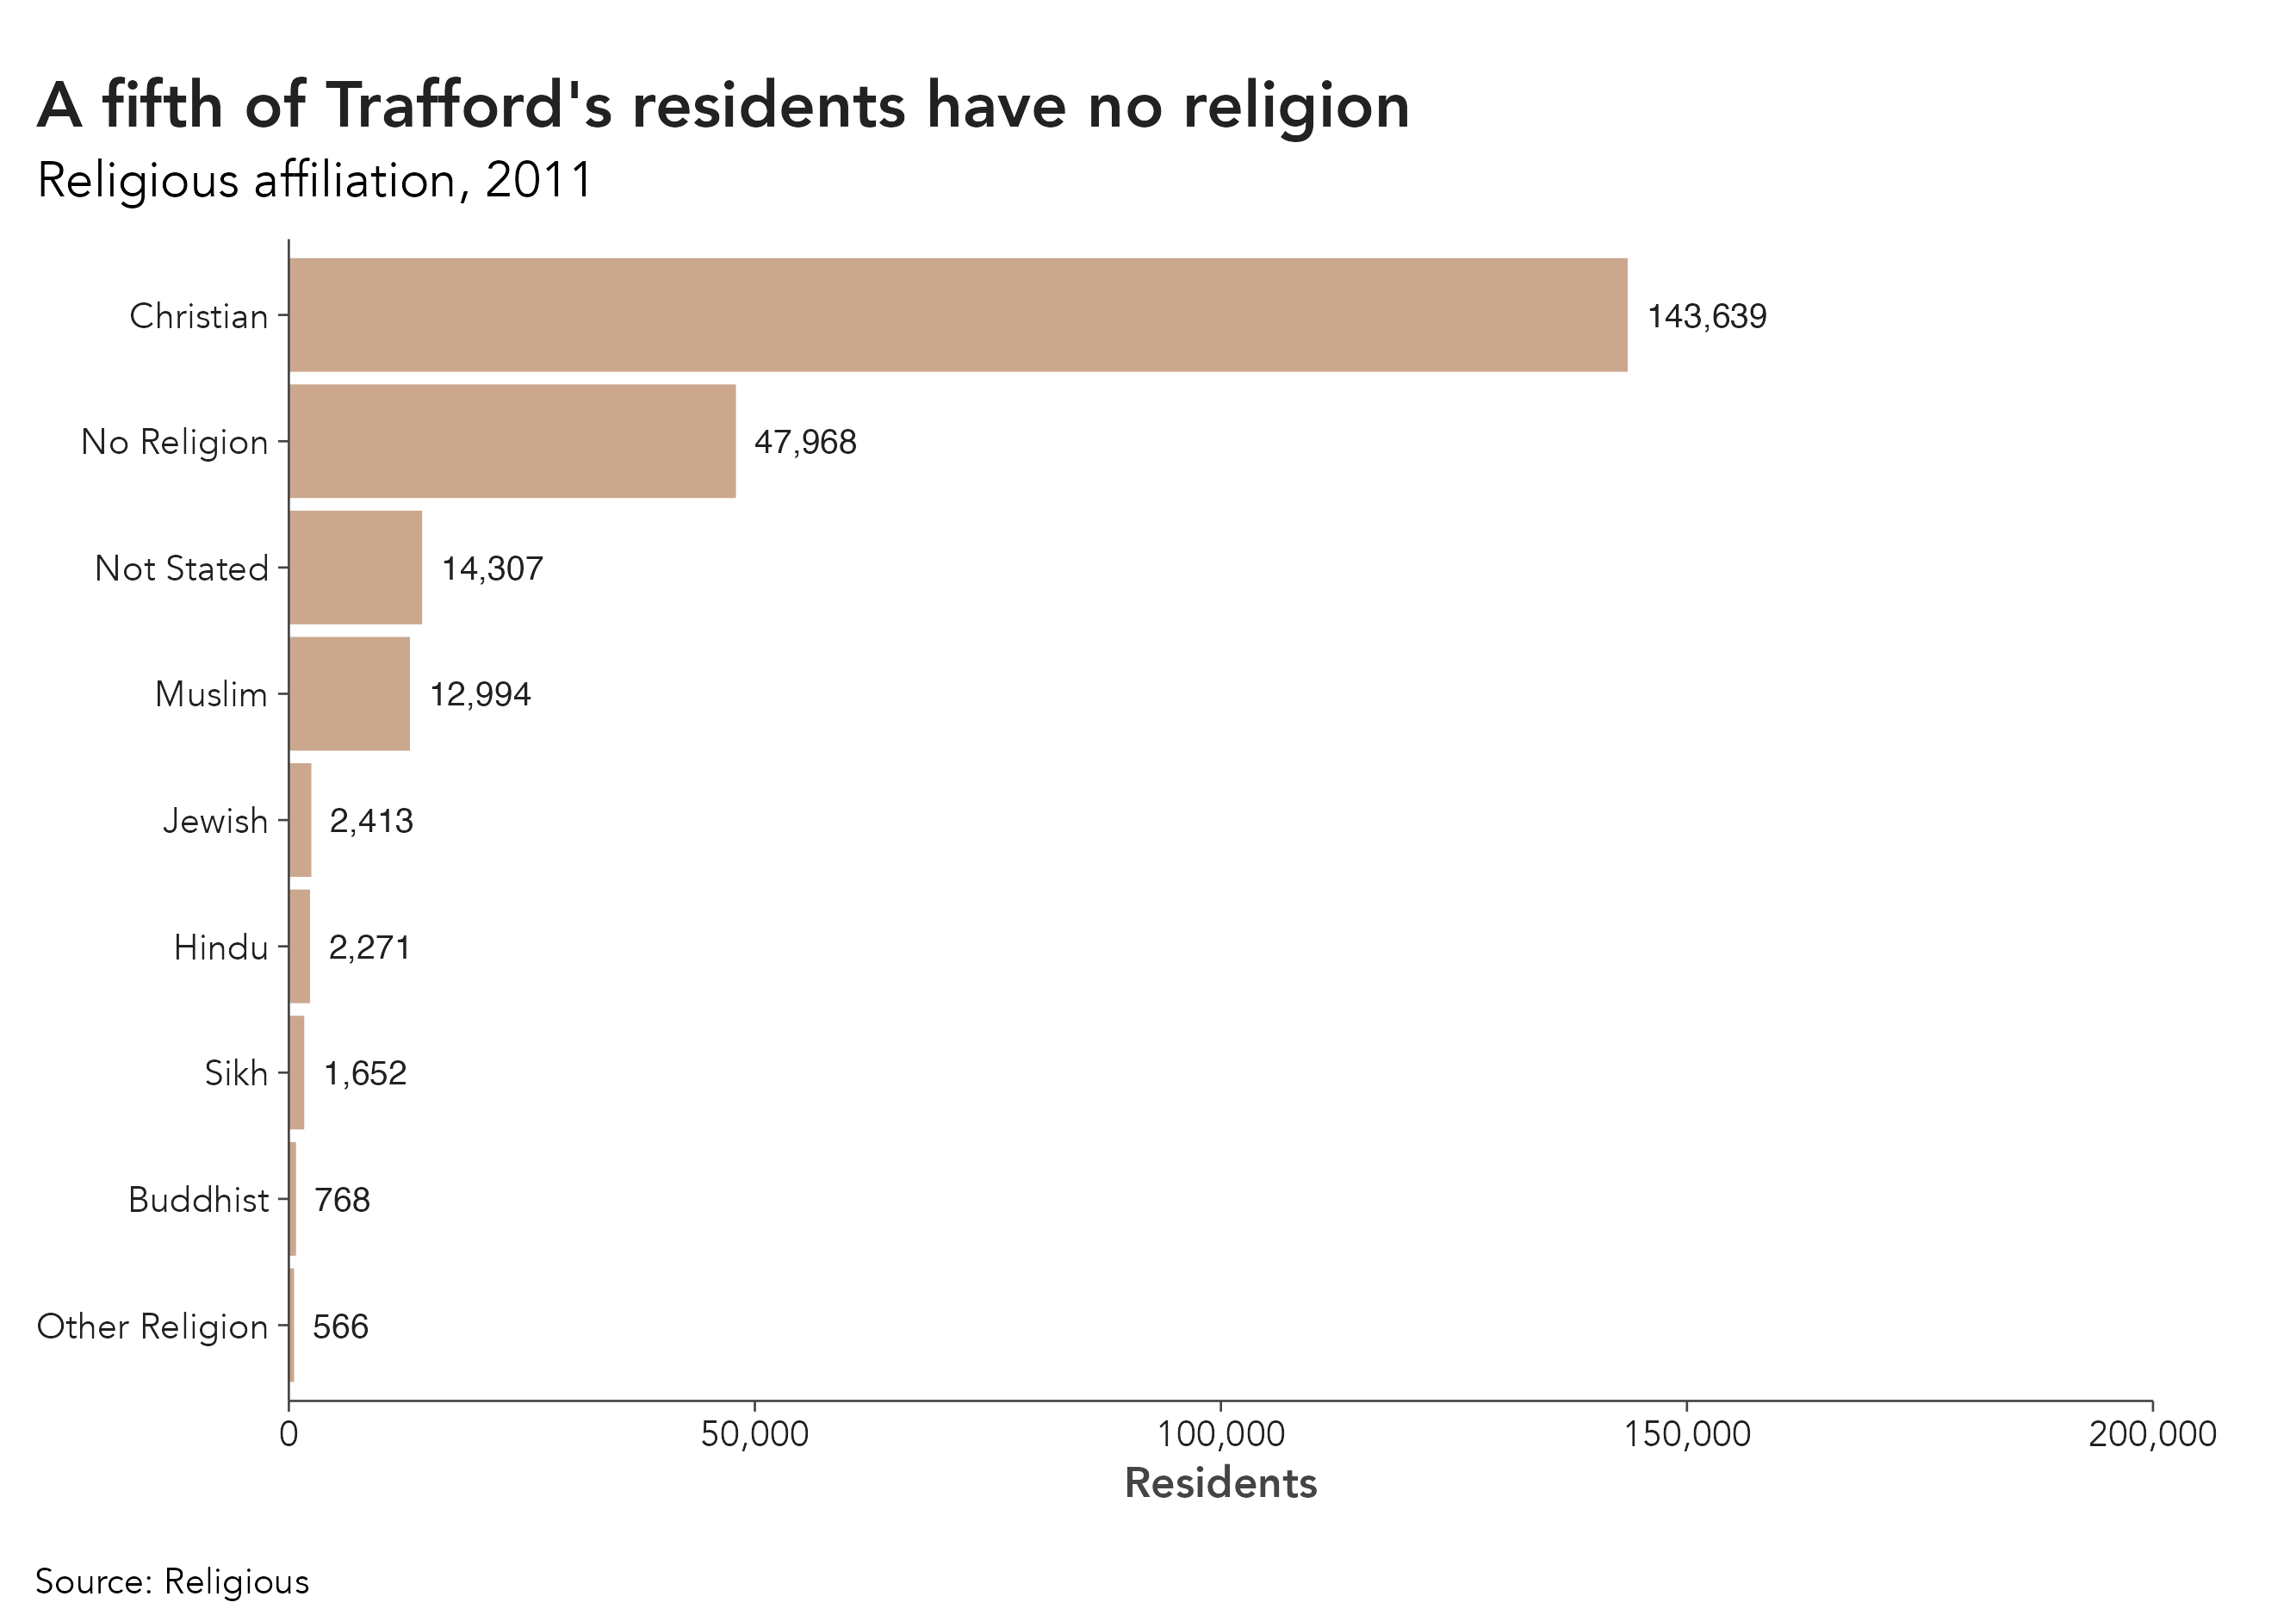 A fifth of Trafford's residents have no religion
Religious affiliation, 2011
Christian 143,639
No Religion 47,968
Not Stated 14,307
Muslim 12,994
Jewish 2,413
Hindu 2,271
Sikh 1,652
Buddhist 768
Other Religion 566
0 50,000 100,000 150,000 200,000
Residents
Source: Religious